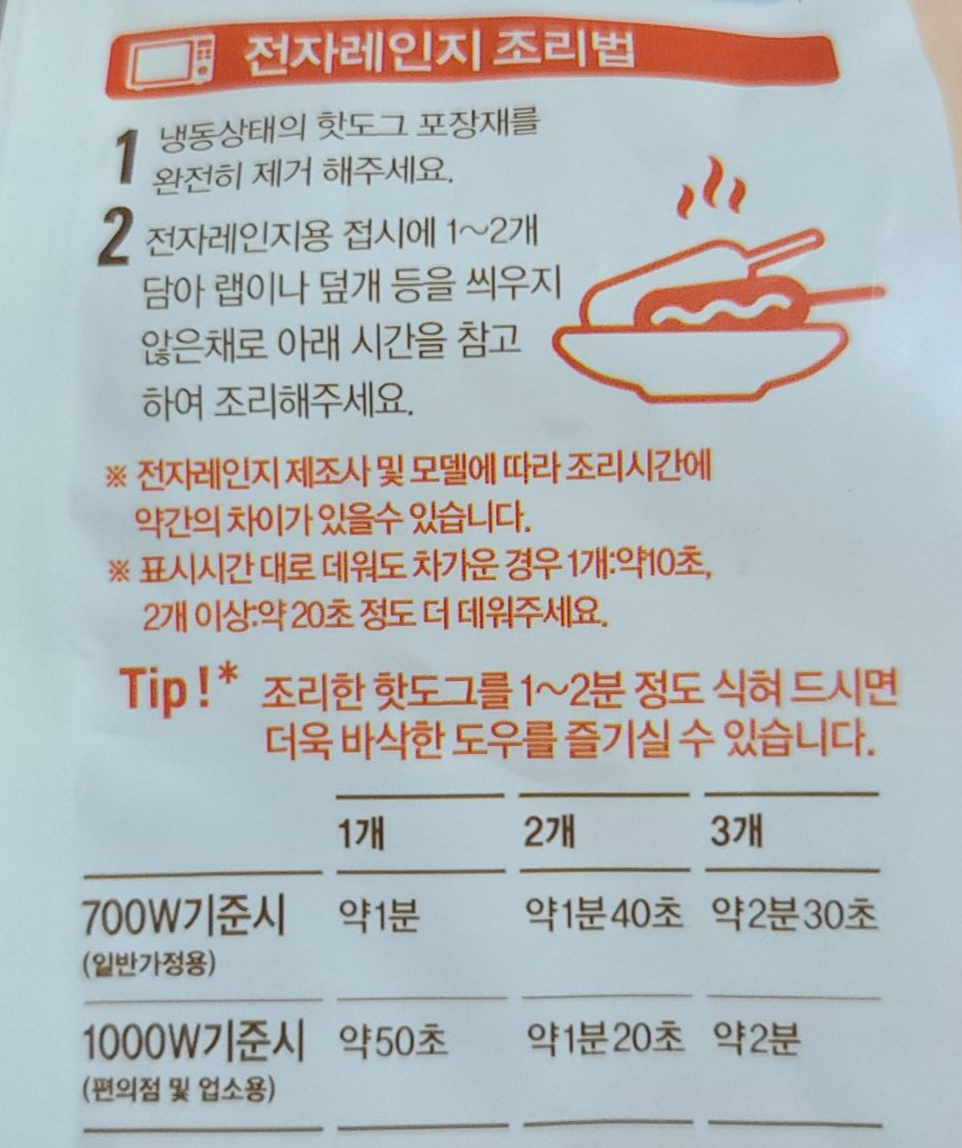 전자레인지 조리법
1 냉동상태의 핫도그 포장재를
완전히 제거 해주세요.
2 전자레인지용 접시에 1~2개
담아 랩이나 덮개 등을 씌우지
않은채로 아래 시간을 참고
하여 조리해주세요.
※ 전자레인지 제조사 및 모델에 따라 조리시간에
약간의 차이가 있을수 있습니다.
※ 표시시간 대로 데워도 차가운 경우 1개:약10초,
2개 이상:약 20초 정도 더 데워주세요.
Tip!* 조리한 핫도그를 1~2분 정도 식혀 드시면
더욱 바삭한 도우를 즐기실 수 있습니다.
1개 2개 3개
700W기준시 약1분 약1분40초 약2분30초
(일반가정용)
1000W기준시 약50초 약1분20초 약2분
(편의점 및 업소용)